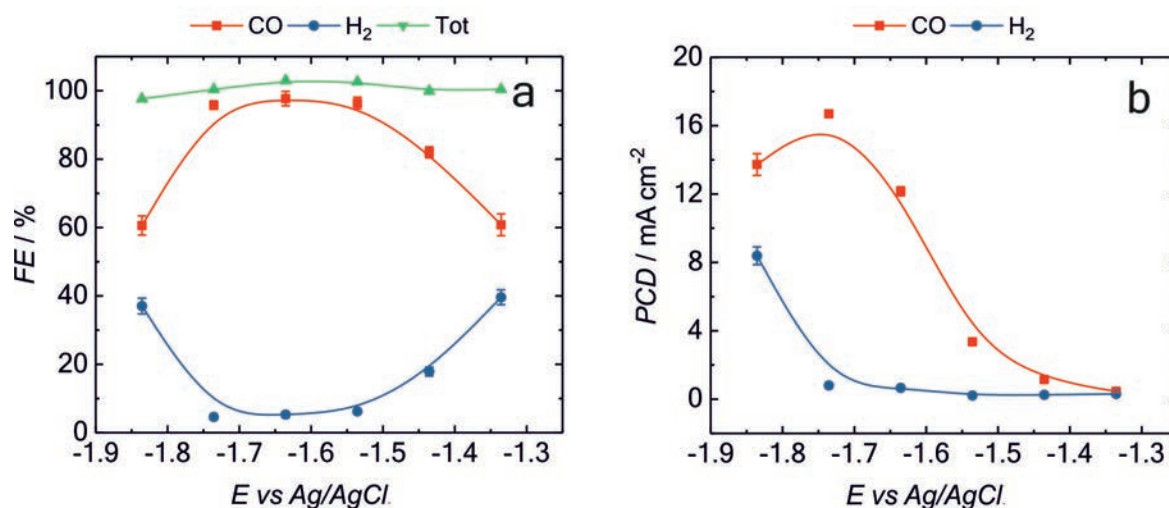 CO H₂ Tot
a
FE / %
100
80
60
40
20
0
-1.9 -1.8 -1.7 -1.6 -1.5 -1.4 -1.3
E vs Ag/AgCl.
CO H₂
b
PCD / mA cm⁻²
20
16
12
8
4
0
-1.9 -1.8 -1.7 -1.6 -1.5 -1.4 -1.3
E vs Ag/AgCl.